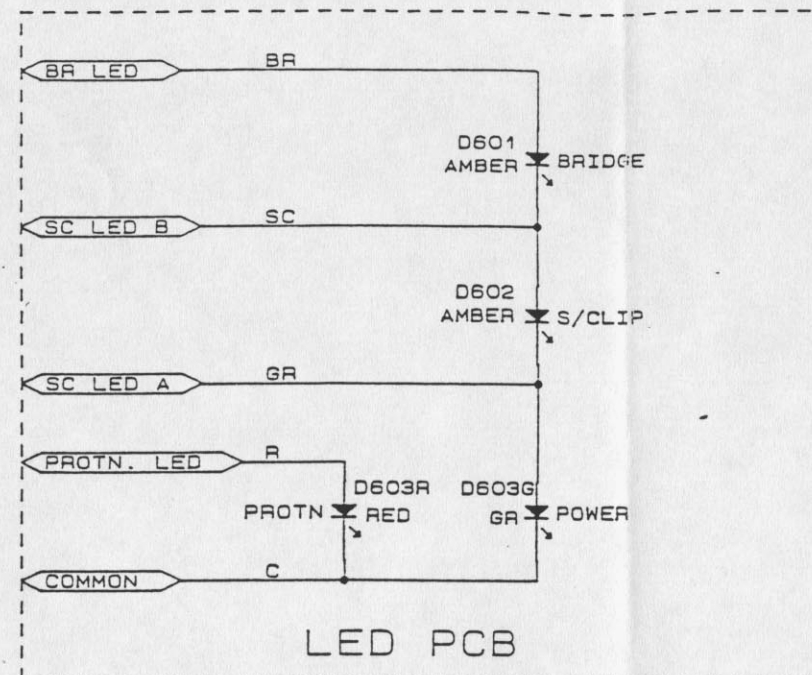 BR LED BR
D601
AMBER BRIDGE
SC LED B SC
D602
AMBER S/CLIP
SC LED A GR
PROTN. LED R
D603R D603G
PROTN RED GR POWER
COMMON C
LED PCB